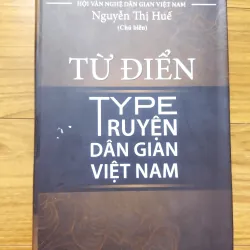 HỘI VĂN NGHỆ DÂN GIAN VIỆT NAM
Nguyễn Thị Huế
(Chủ biên)
TỪ ĐIỂN
TYPE
TRUYỆN
DÂN GIAN
VIỆT NAM